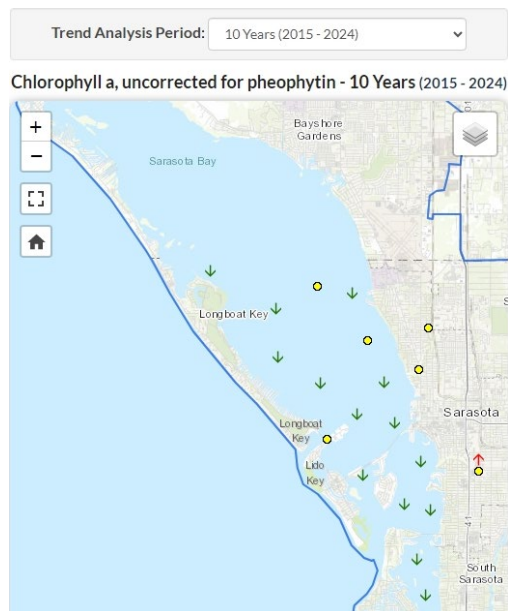 Trend Analysis Period: 10 Years (2015 - 2024)
Chlorophyll a, uncorrected for pheophytin - 10 Years (2015 - 2024)
+
−
Bayshore
Gardens
Sarasota Bay
Longboat Key
Longboat
Key
Sarasota
Lido
Key
41
South
Sarasota
S